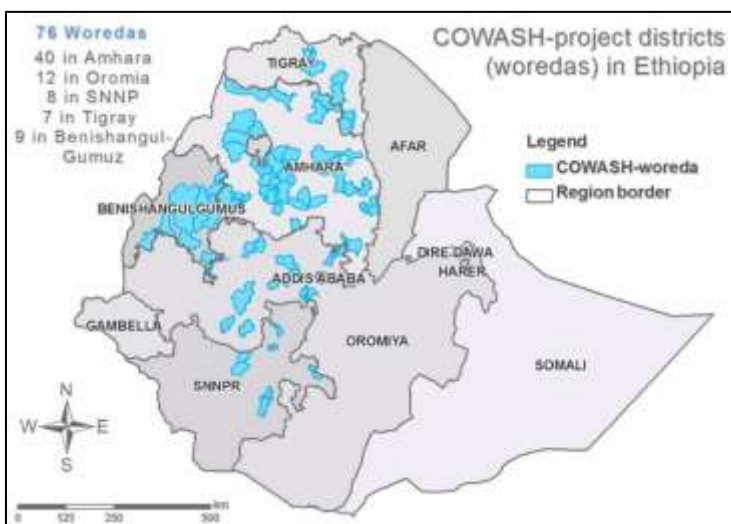 76 Woredas
40 in Amhara
12 in Oromia
8 in SNNP
7 in Tigray
9 in Benishangul-
Gumuz
COWASH-project districts
(woredas) in Ethiopia
TIGRAY
AFAR
Legend
COWASH-woreda
Region border
AMHARA
BENISHANGULGUMUS
DIRE DAWA
HARER
ADDIS ABABA
GAMBELLA
OROMIYA
SOMALI
SNNPR
N
W
E
S
km
0
125
250
500